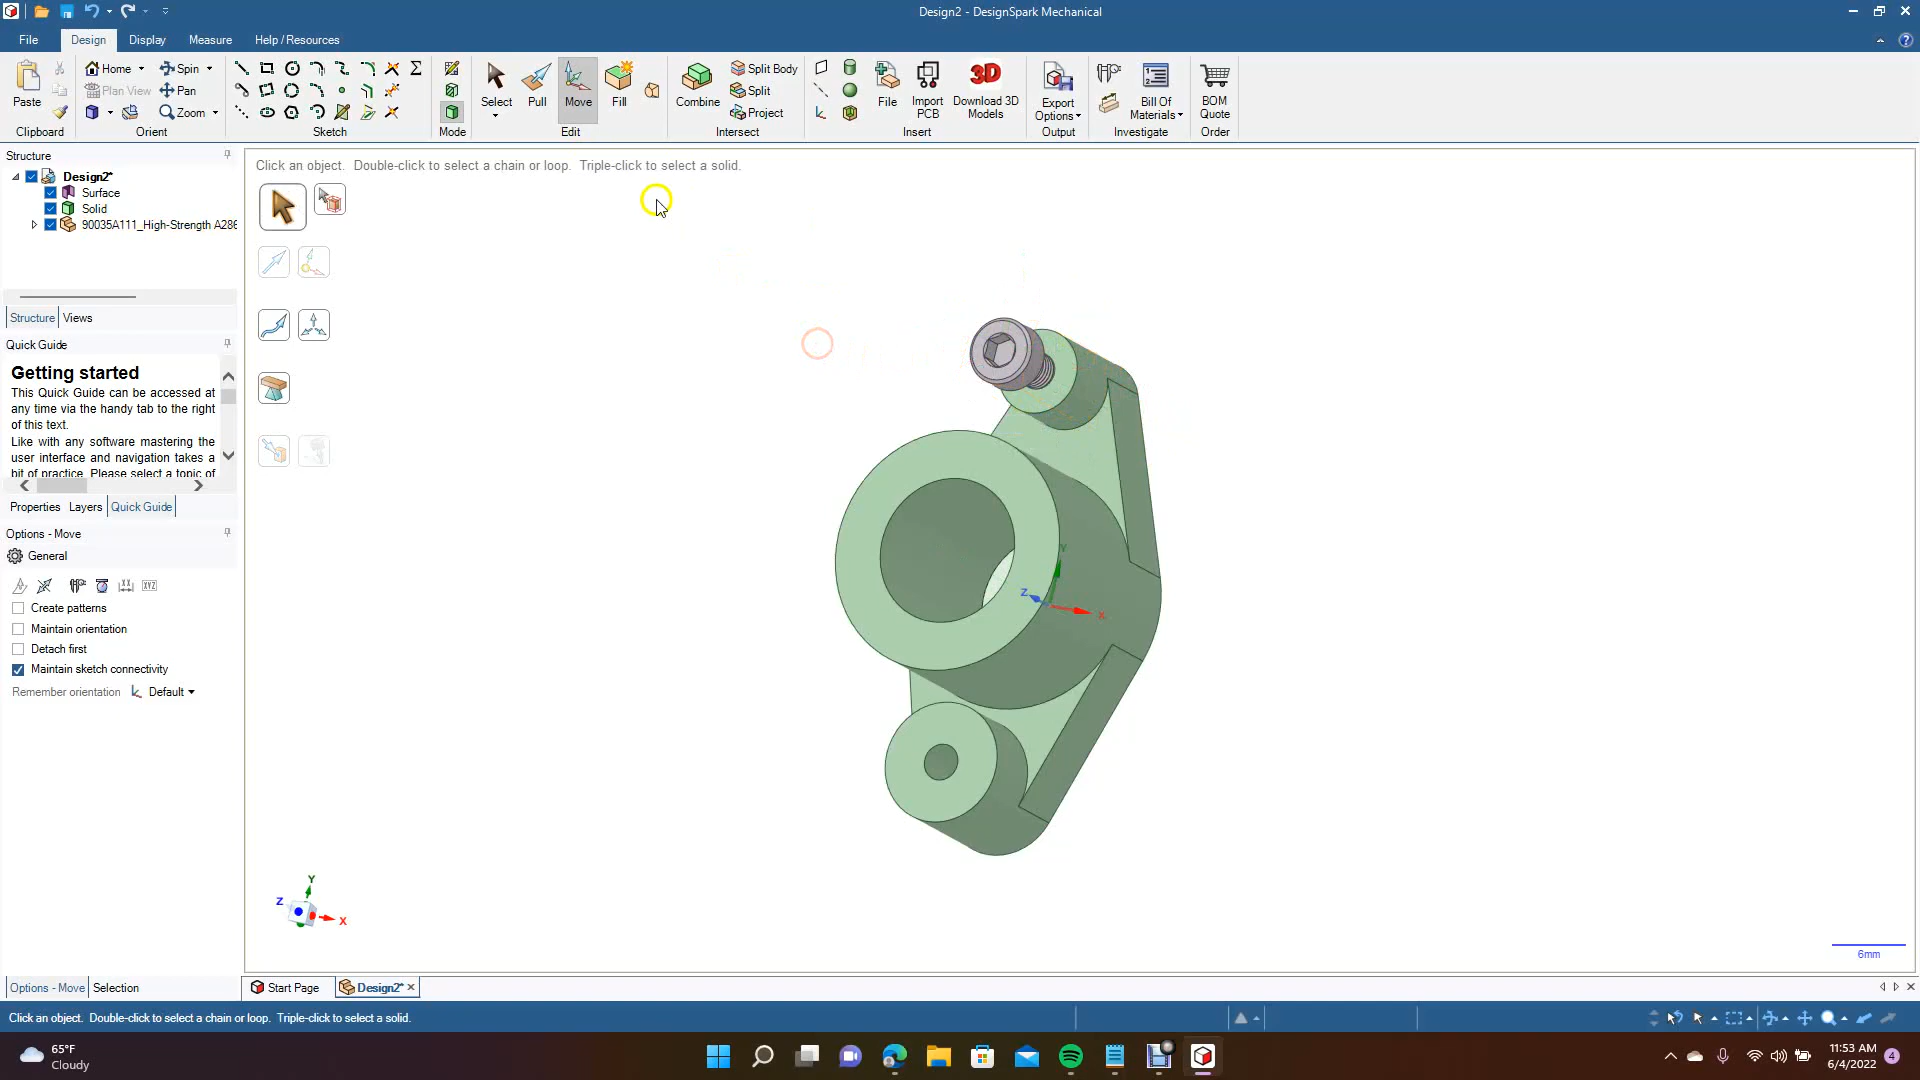 Design2 - DesignSpark Mechanical
File Design Display Measure Help / Resources
Paste
Clipboard
Home Spin
Plan View Pan
Zoom
Orient
Sketch
Mode
Select Pull Move Fill
Edit
Combine
Split Body
Split
Project
Intersect
File
Import PCB
3D
Download 3D Models
Insert
Export Options
Output
Bill Of Materials
Investigate
BOM Quote
Order
Structure
Design2*
Surface
Solid
90035A111_High-Strength A286
Structure Views
Quick Guide
Getting started
This Quick Guide can be accessed at
any time via the handy tab to the right
of this text.
Like with any software mastering the
user interface and navigation takes a
bit of practice. Please select a topic of
Properties Layers Quick Guide
Options - Move
General
XYZ
Create patterns
Maintain orientation
Detach first
Maintain sketch connectivity
Remember orientation Default
Options - Move Selection
Click an object. Double-click to select a chain or loop. Triple-click to select a solid.
Y
Z
X
Y
Z
X
6mm
Start Page Design2*
Click an object. Double-click to select a chain or loop. Triple-click to select a solid.
65°F
Cloudy
11:53 AM
6/4/2022
4